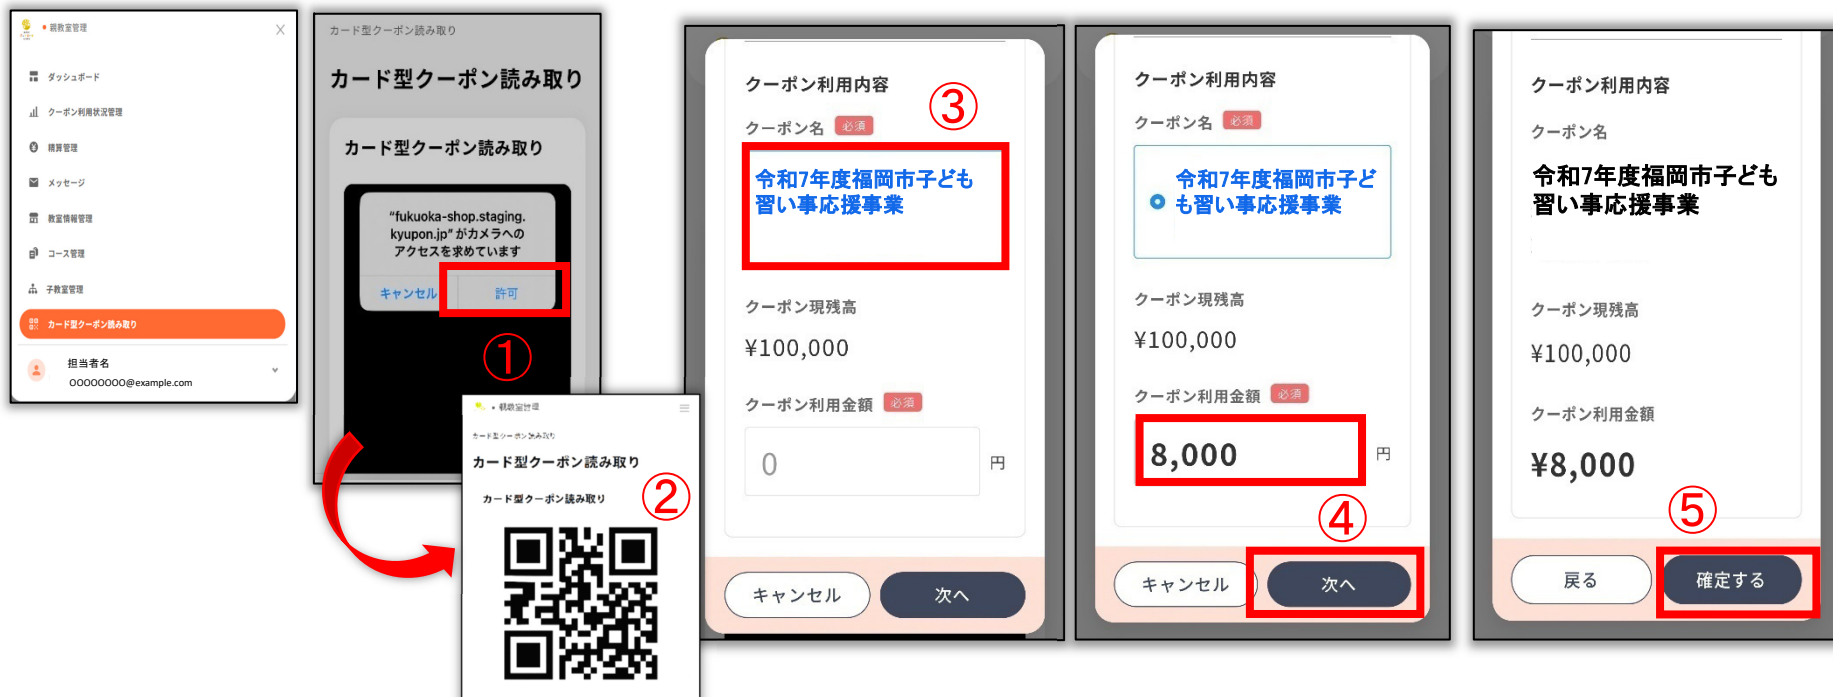 • 親教室管理
X
ダッシュボード
クーポン利用状況管理
精算管理
メッセージ
教室情報管理
コース管理
子教室管理
カード型クーポン読み取り
担当者名
OOOOOOOO@example.com
カード型クーポン読み取り
カード型クーポン読み取り
カード型クーポン読み取り
"fukuoka-shop.staging.
kyupon.jp"がカメラへの
アクセスを求めています
キャンセル
許可
①
• 親教室管理
カード型クーポン読み取り
カード型クーポン読み取り
カード型クーポン読み取り
②
クーポン利用内容
③
クーポン名 必須
令和7年度福岡市子ども
習い事応援事業
クーポン現残高
¥100,000
クーポン利用金額 必須
0 円
キャンセル
次へ
クーポン利用内容
クーポン名 必須
令和7年度福岡市子ど
も習い事応援事業
クーポン現残高
¥100,000
クーポン利用金額 必須
8,000 円
④
キャンセル
次へ
クーポン利用内容
クーポン名
令和7年度福岡市子ども
習い事応援事業
クーポン現残高
¥100,000
クーポン利用金額
¥8,000
⑤
戻る
確定する